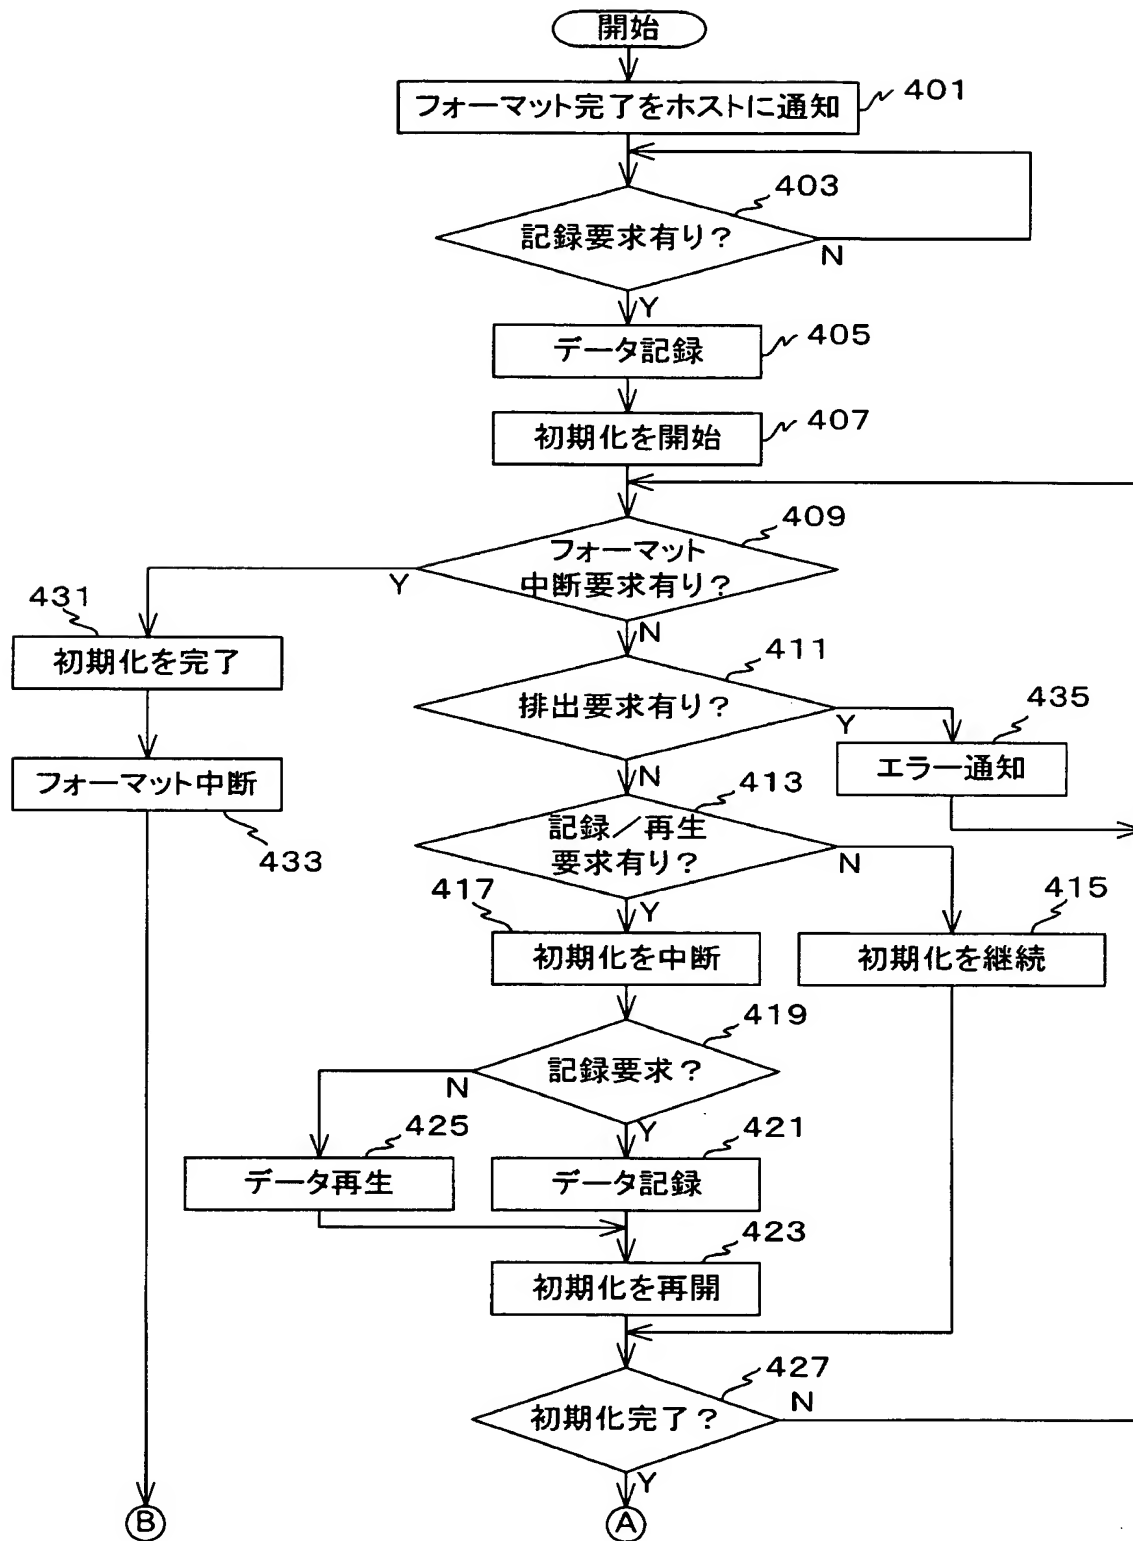 開始
フォーマット完了をホストに通知
401
403
記録要求有り?
N
Y
データ記録
405
初期化を開始
407
409
フォーマット
中断要求有り?
Y
N
431
初期化を完了
411
排出要求有り?
Y
N
435
エラー通知
フォーマット中断
433
413
記録/再生
要求有り?
N
Y
417
初期化を中断
415
初期化を継続
419
記録要求?
N
Y
425
データ再生
421
データ記録
423
初期化を再開
427
初期化完了?
N
Y
B
A